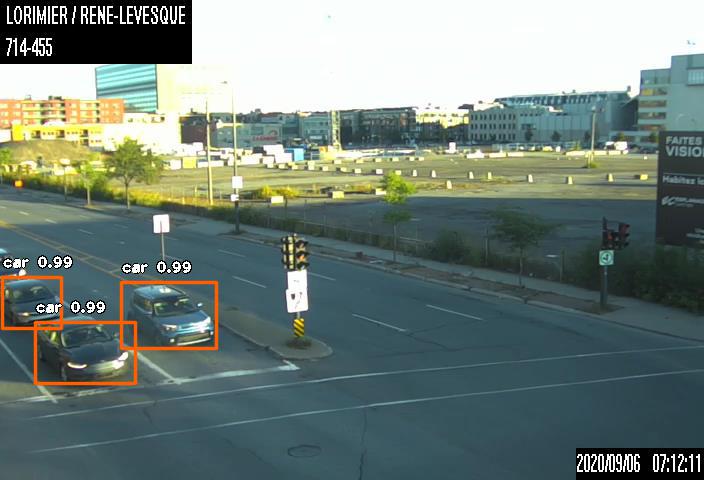 LORIMIER / RENE-LEVESQUE
714-455
FAITES
VISION
Habitez ic
car 0.99
car 0.99
car 0.99
2020/09/06 07:12:11